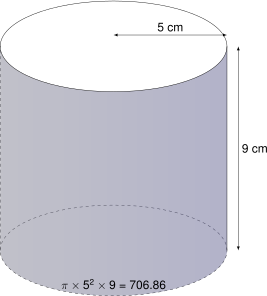 5 cm
9 cm
π × 5² × 9 = 706.86